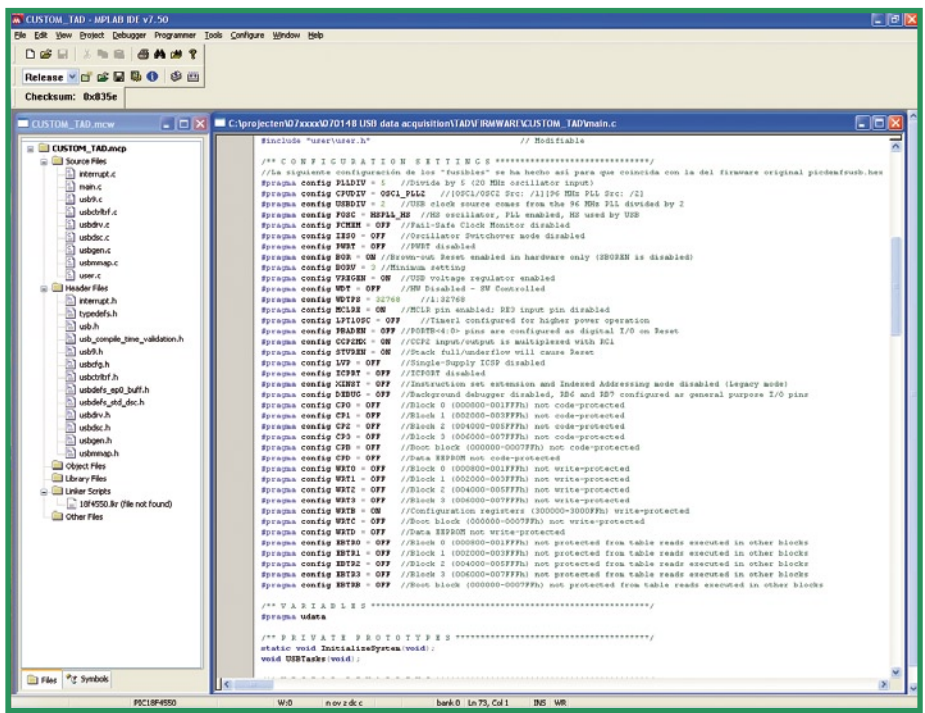 CUSTOM_TAD - MPLAB IDE v7.50
File Edit View Project Debugger Programmer Tools Configure Window Help
Release
Checksum: 0x835e
CUSTOM_TAD.mcw
CUSTOM_TAD.mcp
Source Files
interrupt.c
main.c
usb9.c
usbctrltrf.c
usbdrv.c
usbdsc.c
usbgen.c
usbmmap.c
user.c
Header Files
interrupt.h
typedefs.h
usb.h
usb_compile_time_validation.h
usb9.h
usbcfg.h
usbctrltrf.h
usbdefs_ep0_buff.h
usbdefs_std_dsc.h
usbdrv.h
usbdsc.h
usbgen.h
usbmmap.h
Object Files
Library Files
Linker Scripts
18f4550.lkr (file not found)
Other Files
Files Symbols
C:\projecten\07xxxx\070148 USB data acquisition\TAD\FIRMWARE\CUSTOM_TAD\main.c
#include "user\user.h" // Modifiable
/** C O N F I G U R A T I O N   S E T T I N G S **************************************/
//La siguiente configuración de los "fusibles" se ha hecho así para que coincida con la del firmware original picdemfsusb.hex
#pragma config PLLDIV = 5 //Divide by 5 (20 MHz oscillator input)
#pragma config CPUDIV = OSC1_PLL2 //[OSC1/OSC2 Src: /1][96 MHz PLL Src: /2]
#pragma config USBDIV = 2 //USB clock source comes from the 96 MHz PLL divided by 2
#pragma config FOSC = HSPLL_HS //HS oscillator, PLL enabled, HS used by USB
#pragma config FCMEM = OFF //Fail-Safe Clock Monitor disabled
#pragma config IESO = OFF //Oscillator Switchover mode disabled
#pragma config PWRT = OFF //PWRT disabled
#pragma config BOR = ON //Brown-out Reset enabled in hardware only (SBOREN is disabled)
#pragma config BORV = 3 //Minimum setting
#pragma config VREGEN = ON //USB voltage regulator enabled
#pragma config WDT = OFF //HW Disabled - SW Controlled
#pragma config WDTPS = 32768 //1:32768
#pragma config MCLRE = ON //MCLR pin enabled; RE3 input pin disabled
#pragma config LPT1OSC = OFF //Timer1 configured for higher power operation
#pragma config PBADEN = OFF //PORTB<4:0> pins are configured as digital I/O on Reset
#pragma config CCP2MX = ON //CCP2 input/output is multiplexed with RC1
#pragma config STVREN = ON //Stack full/underflow will cause Reset
#pragma config LVP = OFF //Single-Supply ICSP disabled
#pragma config ICPRT = OFF //ICPORT disabled
#pragma config XINST = OFF //Instruction set extension and Indexed Addressing mode disabled (Legacy mode)
#pragma config DEBUG = OFF //Background debugger disabled, RB6 and RB7 configured as general purpose I/O pins
#pragma config CP0 = OFF //Block 0 (000800-001FFFh) not code-protected
#pragma config CP1 = OFF //Block 1 (002000-003FFFh) not code-protected
#pragma config CP2 = OFF //Block 2 (004000-005FFFh) not code-protected
#pragma config CP3 = OFF //Block 3 (006000-007FFFh) not code-protected
#pragma config CPB = OFF //Boot block (000000-0007FFh) not code-protected
#pragma config CPD = OFF //Data EEPROM not code-protected
#pragma config WRT0 = OFF //Block 0 (000800-001FFFh) not write-protected
#pragma config WRT1 = OFF //Block 1 (002000-003FFFh) not write-protected
#pragma config WRT2 = OFF //Block 2 (004000-005FFFh) not write-protected
#pragma config WRT3 = OFF //Block 3 (006000-007FFFh) not write-protected
#pragma config WRTB = ON //Configuration registers (300000-3000FFh) write-protected
#pragma config WRTC = OFF //Boot block (000000-0007FFh) not write-protected
#pragma config WRTD = OFF //Data EEPROM not write-protected
#pragma config EBTR0 = OFF //Block 0 (000800-001FFFh) not protected from table reads executed in other blocks
#pragma config EBTR1 = OFF //Block 1 (002000-003FFFh) not protected from table reads executed in other blocks
#pragma config EBTR2 = OFF //Block 2 (004000-005FFFh) not protected from table reads executed in other blocks
#pragma config EBTR3 = OFF //Block 3 (006000-007FFFh) not protected from table reads executed in other blocks
#pragma config EBTRB = OFF //Boot block (000000-0007FFh) not protected from table reads executed in other blocks
/** V A R I A B L E S ******************************************************************/
#pragma udata
/** P R I V A T E   P R O T O T Y P E S **********************************************/
static void InitializeSystem(void);
void USBTasks(void);
PIC18F4550 W:0 n ov z dc c bank 0 Ln 73, Col 1 INS WR